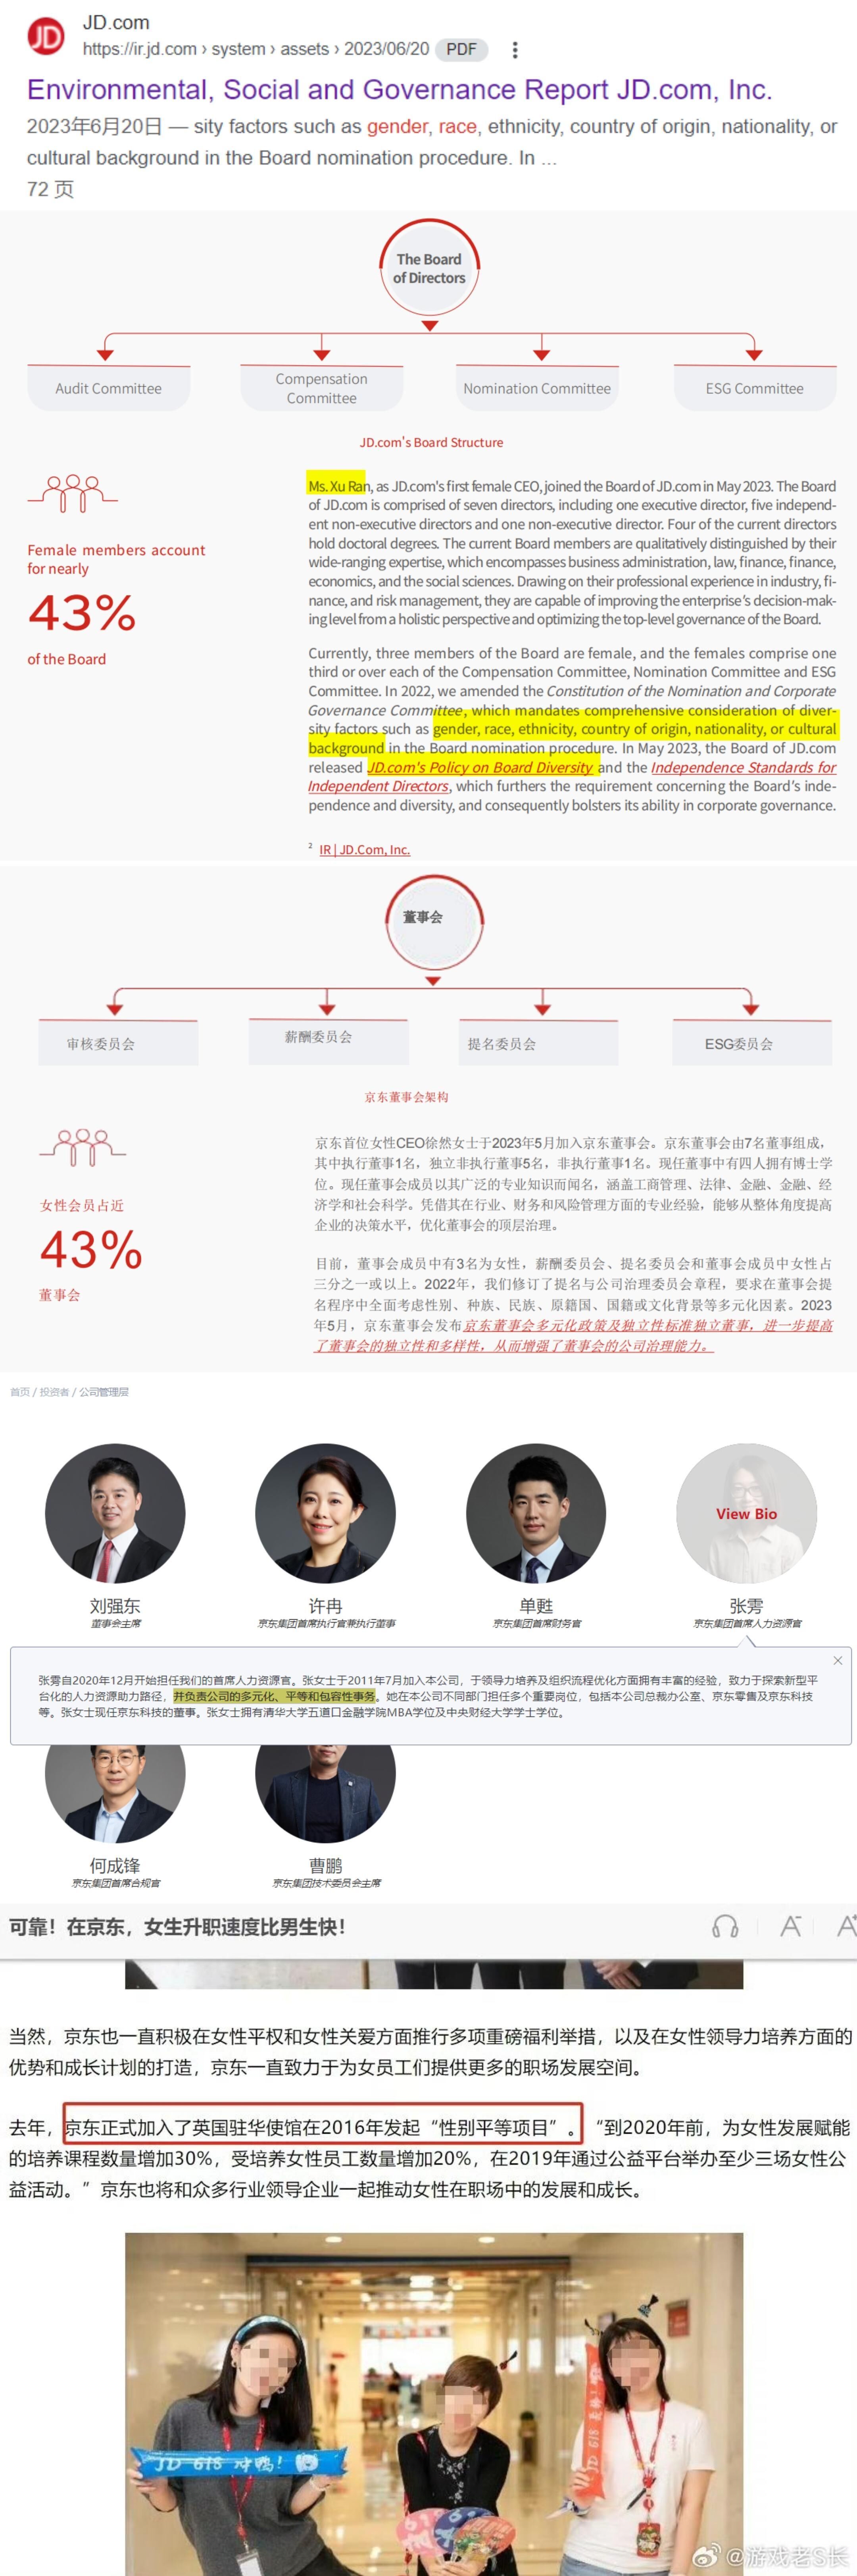 JD.com
https://ir.jd.com › system › assets › 2023/06/20 PDF
Environmental, Social and Governance Report JD.com, Inc.
2023年6月20日 — sity factors such as gender, race, ethnicity, country of origin, nationality, or
cultural background in the Board nomination procedure. In ...
72 页
The Board
of Directors
Audit Committee
Compensation
Committee
Nomination Committee
ESG Committee
JD.com's Board Structure
Female members account
for nearly
43%
of the Board
Ms. Xu Ran, as JD.com's first female CEO, joined the Board of JD.com in May 2023. The Board
of JD.com is comprised of seven directors, including one executive director, five independ-
ent non-executive directors and one non-executive director. Four of the current directors
hold doctoral degrees. The current Board members are qualitatively distinguished by their
wide-ranging expertise, which encompasses business administration, law, finance, finance,
economics, and the social sciences. Drawing on their professional experience in industry, fi-
nance, and risk management, they are capable of improving the enterprise's decision-mak-
ing level from a holistic perspective and optimizing the top-level governance of the Board.
Currently, three members of the Board are female, and the females comprise one
third or over each of the Compensation Committee, Nomination Committee and ESG
Committee. In 2022, we amended the Constitution of the Nomination and Corporate
Governance Committee, which mandates comprehensive consideration of diver-
sity factors such as gender, race, ethnicity, country of origin, nationality, or cultural
background in the Board nomination procedure. In May 2023, the Board of JD.com
released JD.com's Policy on Board Diversity and the Independence Standards for
Independent Directors, which furthers the requirement concerning the Board's inde-
pendence and diversity, and consequently bolsters its ability in corporate governance.
2 IR | JD.Com, Inc.
董事会
审核委员会
薪酬委员会
提名委员会
ESG委员会
京东董事会架构
女性会员占近
43%
董事会
京东首位女性CEO徐然女士于2023年5月加入京东董事会。京东董事会由7名董事组成，
其中执行董事1名，独立非执行董事5名，非执行董事1名。现任董事中有四人拥有博士学
位。现任董事会成员以其广泛的专业知识而闻名，涵盖工商管理、法律、金融、金融、经
济学和社会科学。凭借其在行业、财务和风险管理方面的专业经验，能够从整体角度提高
企业的决策水平，优化董事会的顶层治理。
目前，董事会成员中有3名为女性，薪酬委员会、提名委员会和董事会成员中女性占
三分之一或以上。2022年，我们修订了提名与公司治理委员会章程，要求在董事会提
名程序中全面考虑性别、种族、民族、原籍国、国籍或文化背景等多元化因素。2023
年5月，京东董事会发布京东董事会多元化政策及独立性标准独立董事，进一步提高
了董事会的独立性和多样性，从而增强了董事会的公司治理能力。
首页 / 投资者 / 公司管理层
View Bio
刘强东
许冉
单甦
张雱
董事会主席
京东集团首席执行官兼执行董事
京东集团首席财务官
京东集团首席人力资源官
张雱自2020年12月开始担任我们的首席人力资源官。张女士于2011年7月加入本公司，于领导力培养及组织流程优化方面拥有丰富的经验，致力于探索新型平
台化的人力资源助力路径，并负责公司的多元化、平等和包容性事务。她在本公司不同部门担任多个重要岗位，包括本公司总裁办公室、京东零售及京东科技
等。张女士现任京东科技的董事。张女士拥有清华大学五道口金融学院MBA学位及中央财经大学学士学位。
何成锋
曹鹏
京东集团首席合规官
京东集团技术委员会主席
可靠！在京东，女生升职速度比男生快！
当然，京东也一直积极在女性平权和女性关爱方面推行多项重磅福利举措，以及在女性领导力培养方面的
优势和成长计划的打造，京东一直致力于为女员工们提供更多的职场发展空间。
去年，京东正式加入了英国驻华使馆在2016年发起“性别平等项目”。“到2020年前，为女性发展赋能
的培养课程数量增加30%，受培养女性员工数量增加20%，在2019年通过公益平台举办至少三场女性公
益活动。”京东也将和众多行业领导企业一起推动女性在职场中的发展和成长。
JD 618 冲鸭！
JD 618
@游戏老S长